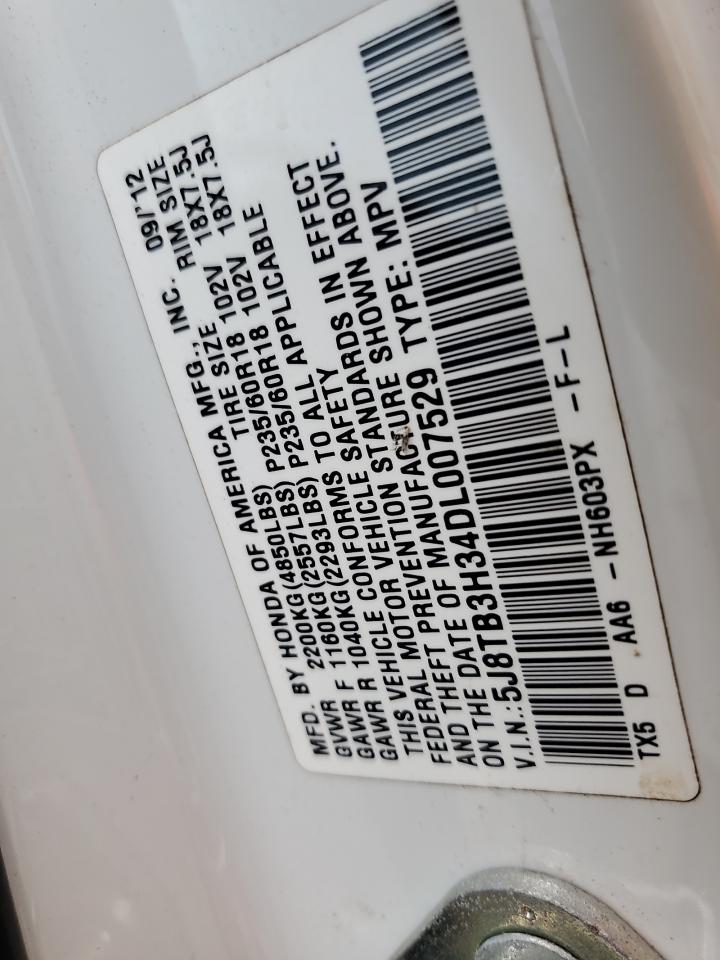 MFD. BY HONDA OF AMERICA MFG., INC. 09/'12
TIRE SIZE RIM SIZE
GVWR 2200KG(4850LBS)
GAWR F 1160KG(2557LBS) P235/60R18 102V 18X7.5J
GAWR R 1040KG(2293LBS) P235/60R18 102V 18X7.5J
THIS VEHICLE CONFORMS TO ALL APPLICABLE
FEDERAL MOTOR VEHICLE SAFETY
AND THEFT PREVENTION STANDARDS IN EFFECT
ON THE DATE OF MANUFACTURE SHOWN ABOVE.
V.I.N.:5J8TB3H34DL007529 TYPE: MPV
TX5 D AA6 -NH603PX -F-L